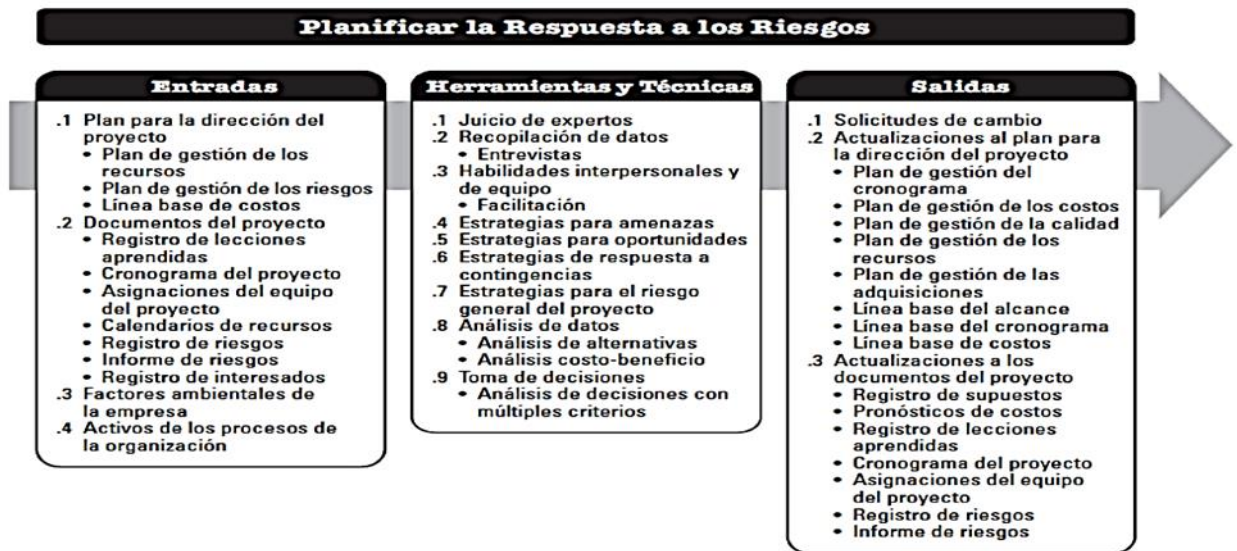 Planificar la Respuesta a los Riesgos
Entradas
.1 Plan para la dirección del
proyecto
• Plan de gestión de los
recursos
• Plan de gestión de los riesgos
• Línea base de costos
.2 Documentos del proyecto
• Registro de lecciones
aprendidas
• Cronograma del proyecto
• Asignaciones del equipo
del proyecto
• Calendarios de recursos
• Registro de riesgos
• Informe de riesgos
• Registro de interesados
.3 Factores ambientales de
la empresa
.4 Activos de los procesos de
la organización
Herramientas y Técnicas
.1 Juicio de expertos
.2 Recopilación de datos
• Entrevistas
.3 Habilidades interpersonales y
de equipo
• Facilitación
.4 Estrategias para amenazas
.5 Estrategias para oportunidades
.6 Estrategias de respuesta a
contingencias
.7 Estrategias para el riesgo
general del proyecto
.8 Análisis de datos
• Análisis de alternativas
• Análisis costo-beneficio
.9 Toma de decisiones
• Análisis de decisiones con
múltiples criterios
Salidas
.1 Solicitudes de cambio
.2 Actualizaciones al plan para
la dirección del proyecto
• Plan de gestión del
cronograma
• Plan de gestión de los costos
• Plan de gestión de la calidad
• Plan de gestión de los
recursos
• Plan de gestión de las
adquisiciones
• Línea base del alcance
• Línea base del cronograma
• Línea base de costos
.3 Actualizaciones a los
documentos del proyecto
• Registro de supuestos
• Pronósticos de costos
• Registro de lecciones
aprendidas
• Cronograma del proyecto
• Asignaciones del equipo
del proyecto
• Registro de riesgos
• Informe de riesgos